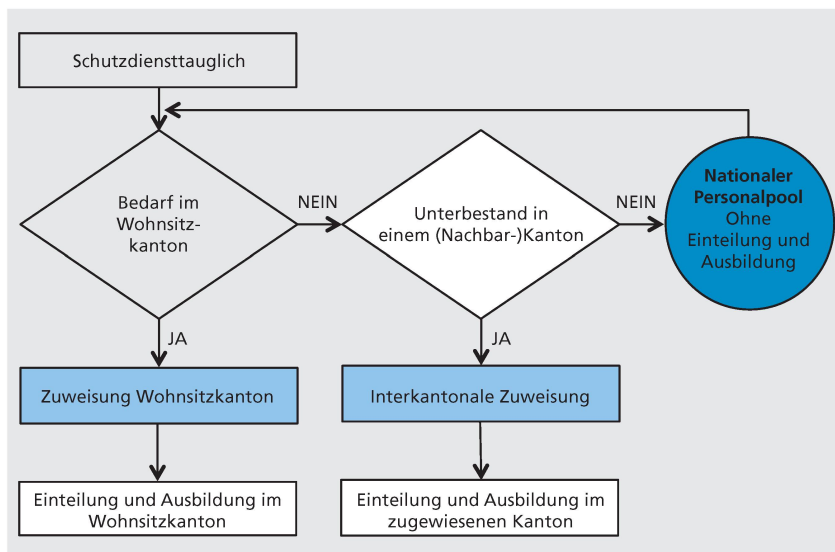 Schutzdiensttauglich
Bedarf im
Wohnsitz-
kanton
NEIN
Unterbestand in
einem (Nachbar-)Kanton
NEIN
Nationaler
Personalpool
Ohne
Einteilung und
Ausbildung
JA
JA
Zuweisung Wohnsitzkanton
Interkantonale Zuweisung
Einteilung und Ausbildung im
Wohnsitzkanton
Einteilung und Ausbildung im
zugewiesenen Kanton